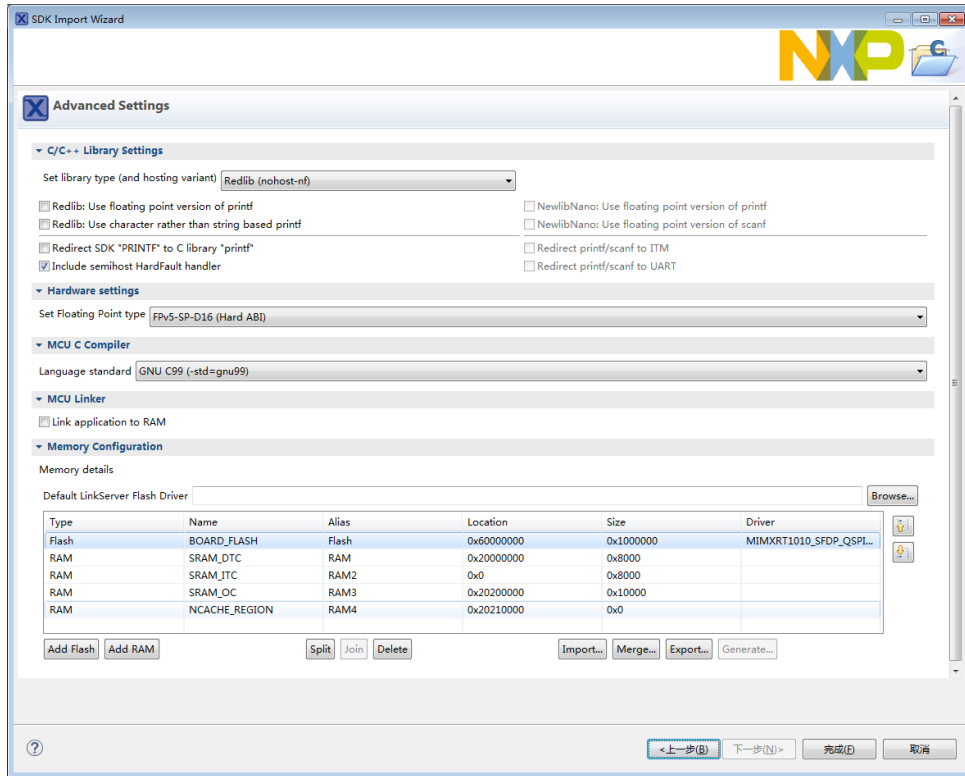 SDK Import Wizard
NXP
C
Advanced Settings
C/C++ Library Settings
Set library type (and hosting variant) Redlib (nohost-nf)
Redlib: Use floating point version of printf NewlibNano: Use floating point version of printf
Redlib: Use character rather than string based printf NewlibNano: Use floating point version of scanf
Redirect SDK "PRINTF" to C library "printf" Redirect printf/scanf to ITM
Include semihost HardFault handler Redirect printf/scanf to UART
Hardware settings
Set Floating Point type FPv5-SP-D16 (Hard ABI)
MCU C Compiler
Language standard GNU C99 (-std=gnu99)
MCU Linker
Link application to RAM
Memory Configuration
Memory details
Default LinkServer Flash Driver Browse...
Type Name Alias Location Size Driver
Flash BOARD_FLASH Flash 0x60000000 0x1000000 MIMXRT1010_SFDP_QSPI...
RAM SRAM_DTC RAM 0x20000000 0x8000
RAM SRAM_ITC RAM2 0x0 0x8000
RAM SRAM_OC RAM3 0x20200000 0x10000
RAM NCACHE_REGION RAM4 0x20210000 0x0
Add Flash Add RAM Split Join Delete Import... Merge... Export... Generate...
? <上一步(B) 下一步(N)> 完成(F) 取消